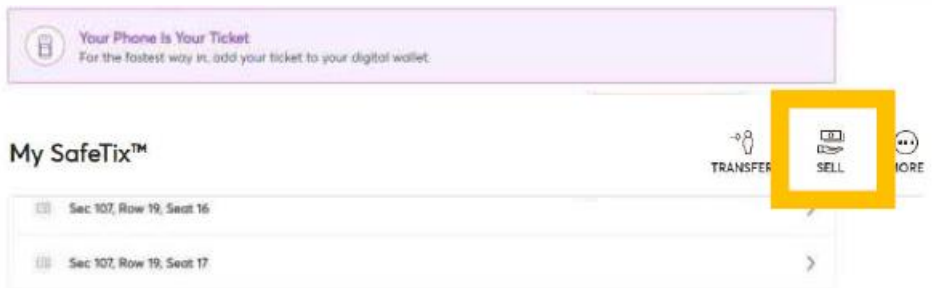 Your Phone Is Your Ticket
For the fastest way in, add your ticket to your digital wallet
My SafeTix™
TRANSFER
SELL
MORE
Sec 107, Row 19, Seat 16
Sec 107, Row 19, Seat 17